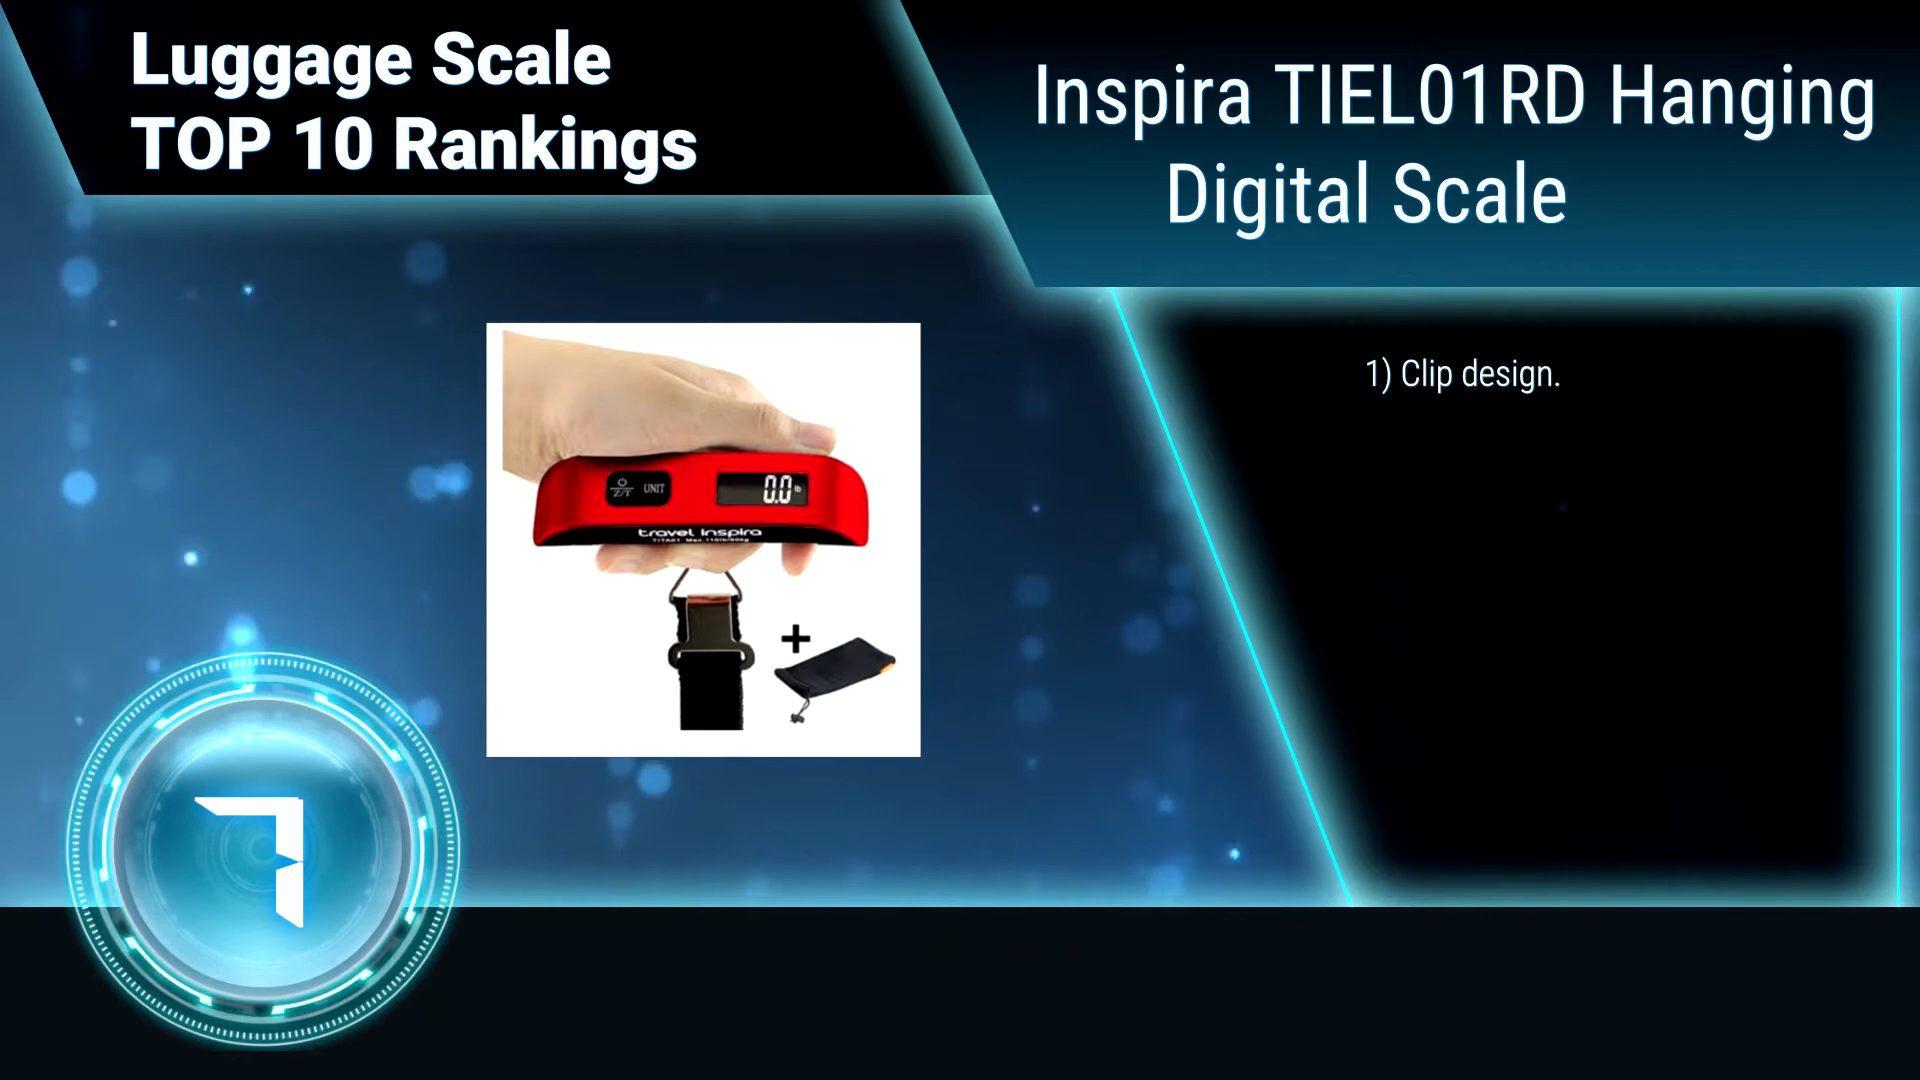 Luggage Scale
TOP 10 Rankings
Inspira TIEL01RD Hanging
Digital Scale
1) Clip design.
Z/T UNIT
0.0 lb
travel inspira
+
7